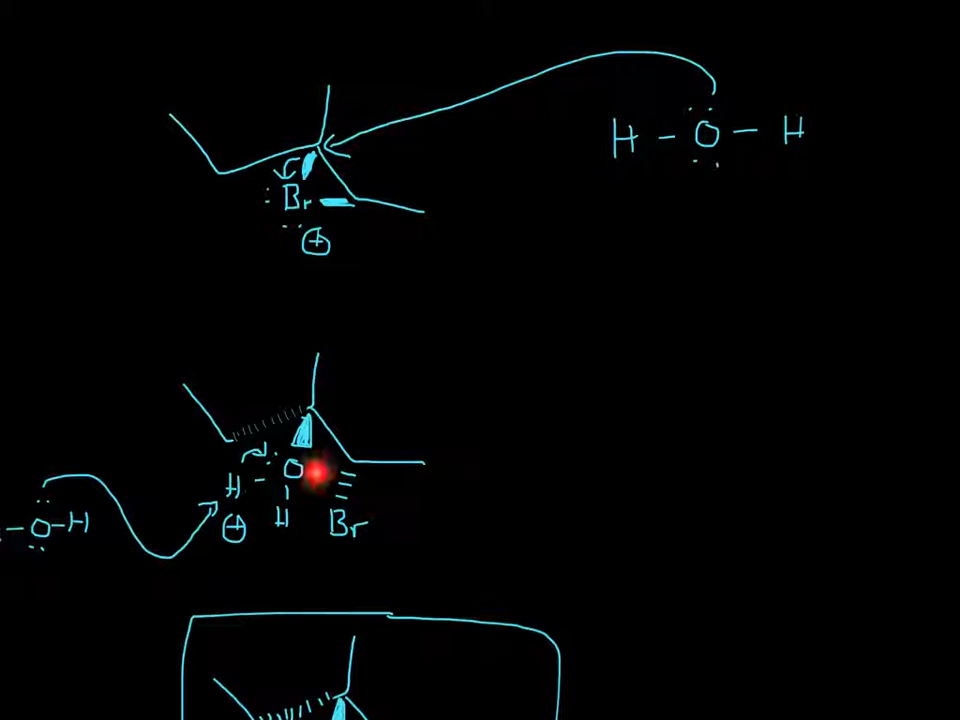 H - O - H
Br
+
H - O
- O - H
+
H
Br